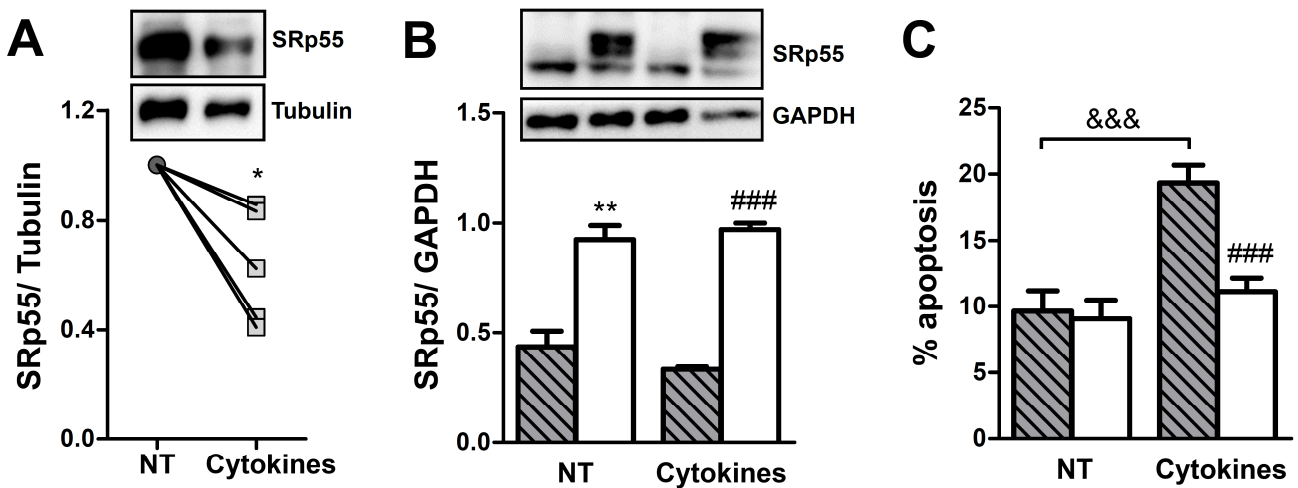 A
SRp55
Tubulin
SRp55/ Tubulin
1.2
0.8
0.4
0.0
*
NT Cytokines
B
SRp55
GAPDH
SRp55/ GAPDH
1.5
1.0
0.5
0.0
**
###
NT Cytokines
C
% apoptosis
25
20
15
10
5
0
&&&
###
NT Cytokines